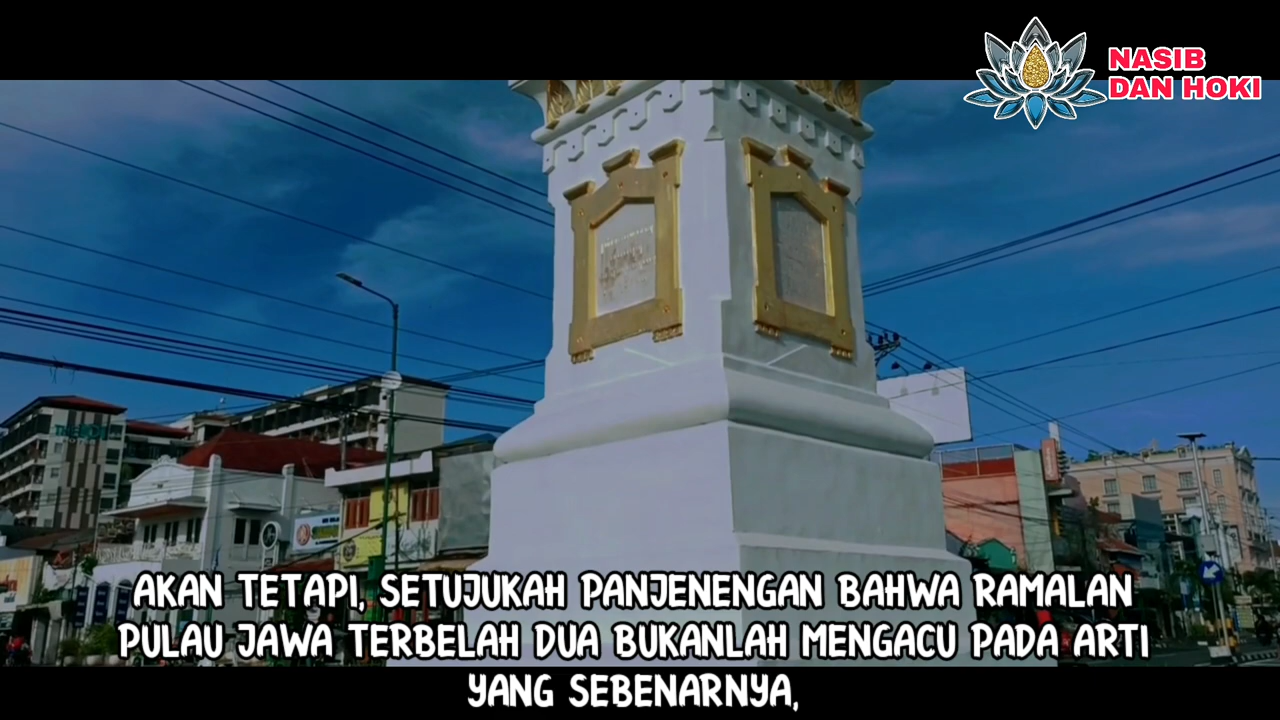 NASIB
DAN HOKI
AKAN TETAPI, SETUJUKAH PANJENENGAN BAHWA RAMALAN
PULAU JAWA TERBELAH DUA BUKANLAH MENGACU PADA ARTI
YANG SEBENARNYA,